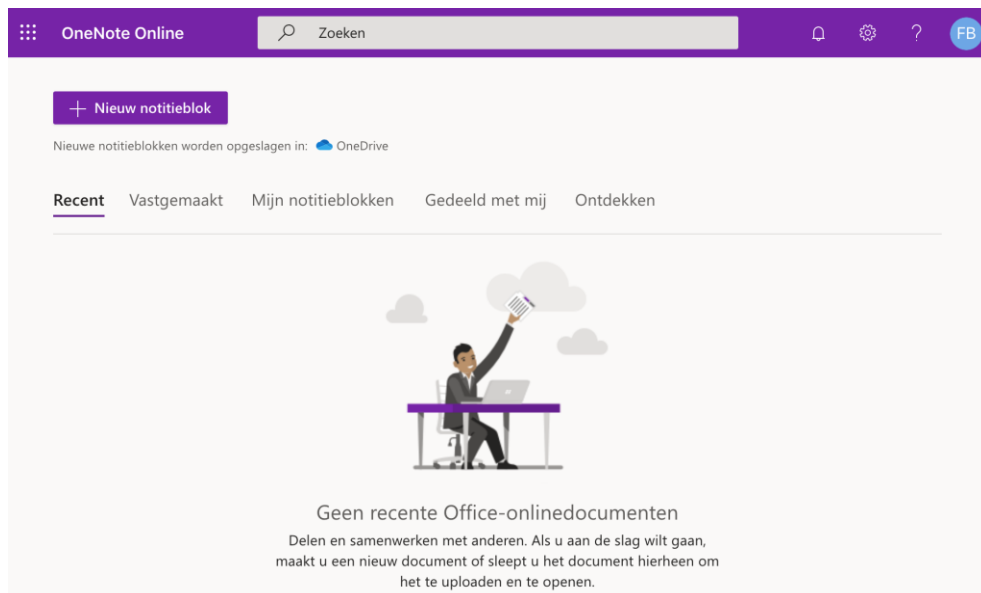 OneNote Online
Zoeken
?
FB
+ Nieuw notitieblok
Nieuwe notitieblokken worden opgeslagen in: OneDrive
Recent Vastgemaakt Mijn notitieblokken Gedeeld met mij Ontdekken
Geen recente Office-onlinedocumenten
Delen en samenwerken met anderen. Als u aan de slag wilt gaan,
maakt u een nieuw document of sleept u het document hierheen om
het te uploaden en te openen.